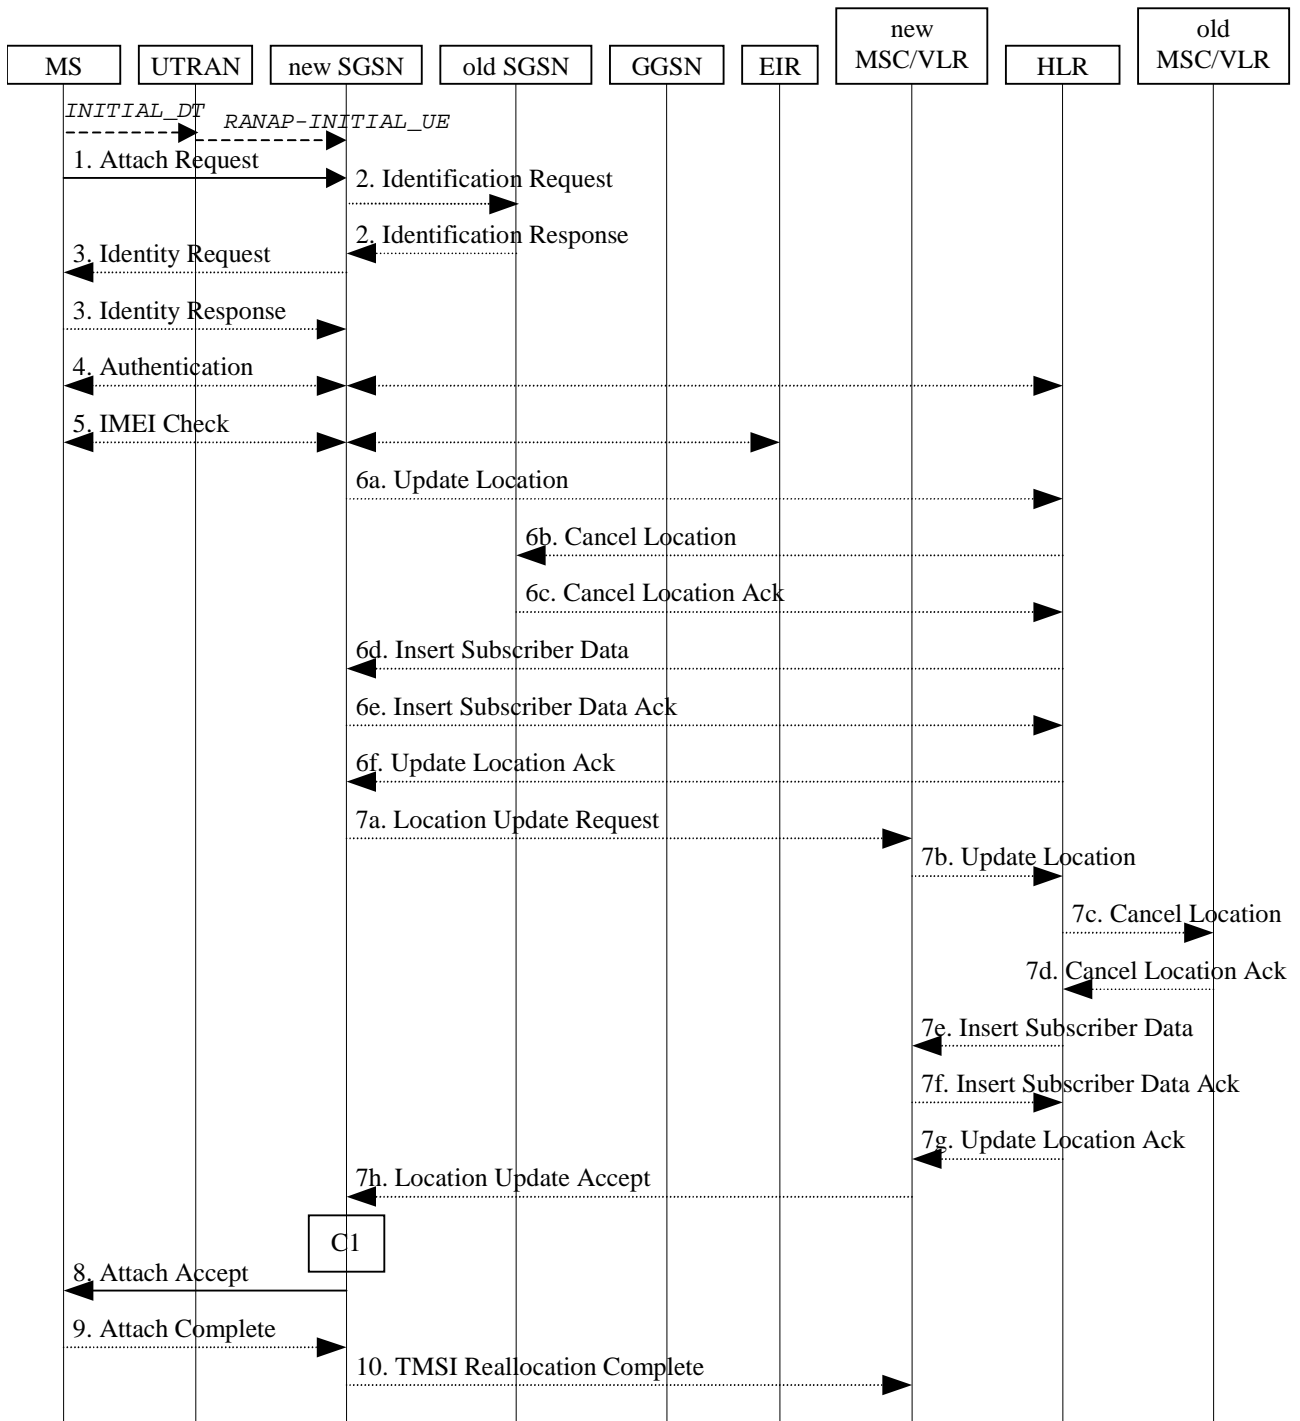 new
old
MS
UTRAN
new SGSN
old SGSN
GGSN
EIR
MSC/VLR
HLR
MSC/VLR
INITIAL_DT
RANAP-INITIAL_UE
1. Attach Request
2. Identification Request
2. Identification Response
3. Identity Request
3. Identity Response
4. Authentication
5. IMEI Check
6a. Update Location
6b. Cancel Location
6c. Cancel Location Ack
6d. Insert Subscriber Data
6e. Insert Subscriber Data Ack
6f. Update Location Ack
7a. Location Update Request
7b. Update Location
7c. Cancel Location
7d. Cancel Location Ack
7e. Insert Subscriber Data
7f. Insert Subscriber Data Ack
7g. Update Location Ack
7h. Location Update Accept
C1
8. Attach Accept
9. Attach Complete
10. TMSI Reallocation Complete